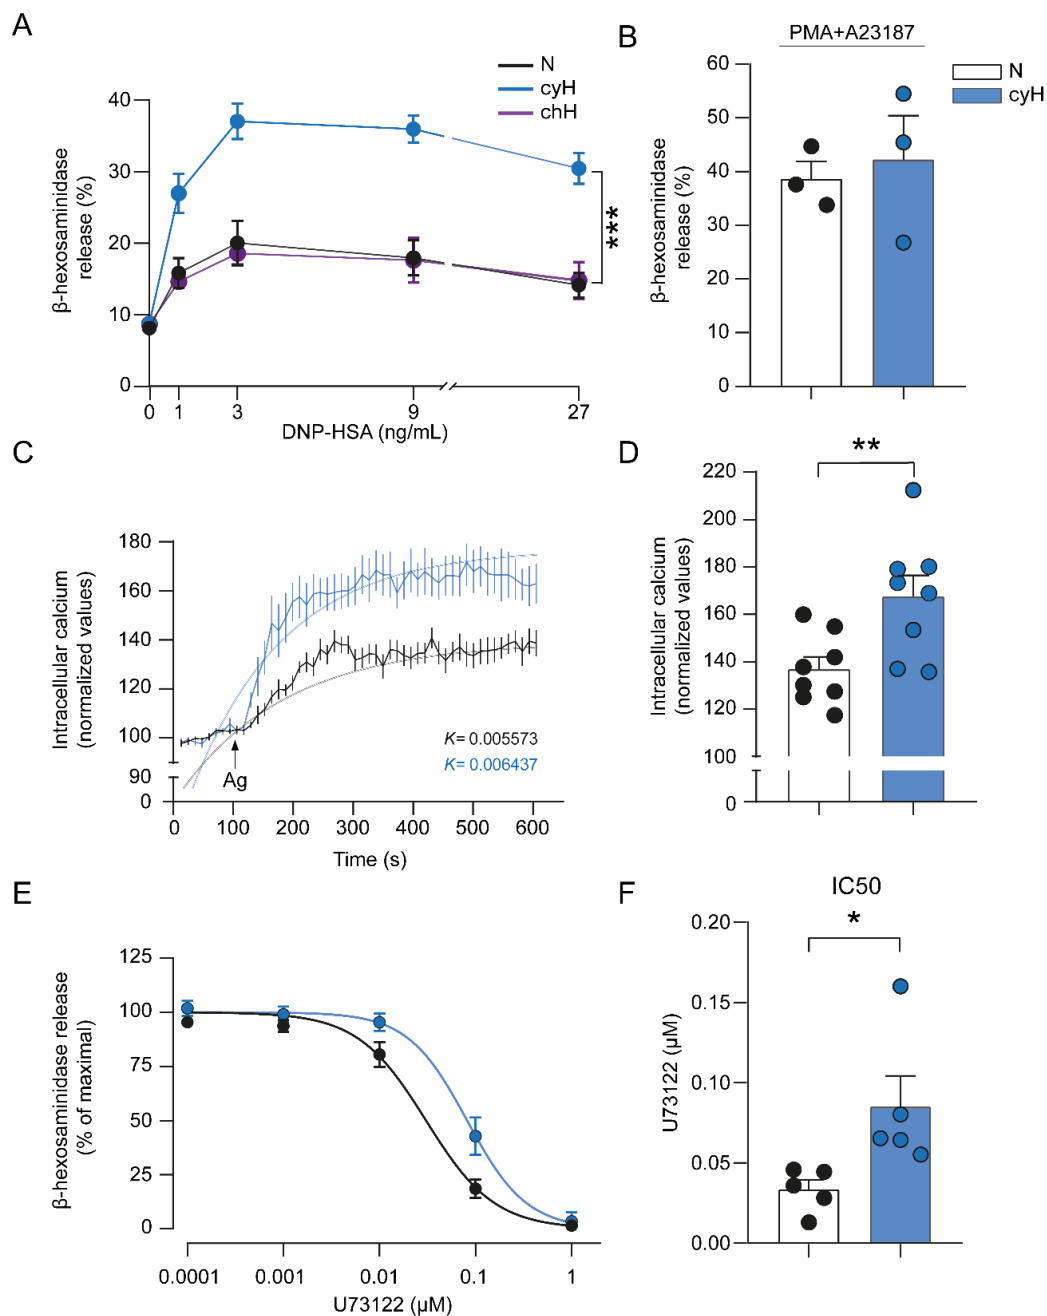 A
N
cyH
chH
β-hexosaminidase
release (%)
40
30
20
10
0
***
0 1 3 9 27
DNP-HSA (ng/mL)
B
PMA+A23187
N
cyH
β-hexosaminidase
release (%)
60
50
40
30
20
10
0
C
Intracellular calcium
(normalized values)
180
160
140
120
100
90
0
Ag
K= 0.005573
K= 0.006437
0 100 200 300 400 500 600
Time (s)
D
**
Intracellular calcium
(normalized values)
220
200
180
160
140
120
100
0
E
β-hexosaminidase release
(% of maximal)
125
100
75
50
25
0
0.0001 0.001 0.01 0.1 1
U73122 (µM)
F
IC50
*
U73122 (µM)
0.20
0.15
0.10
0.05
0.00